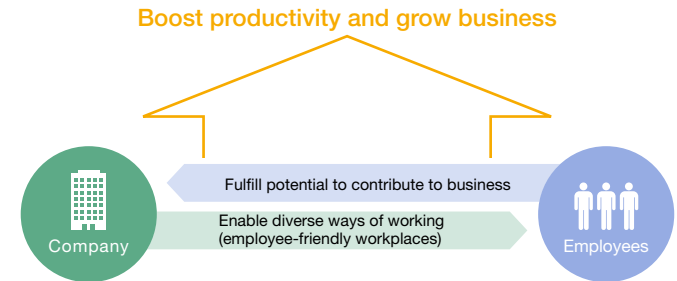 Boost productivity and grow business
Fulfill potential to contribute to business
Enable diverse ways of working
(employee-friendly workplaces)
Company
Employees